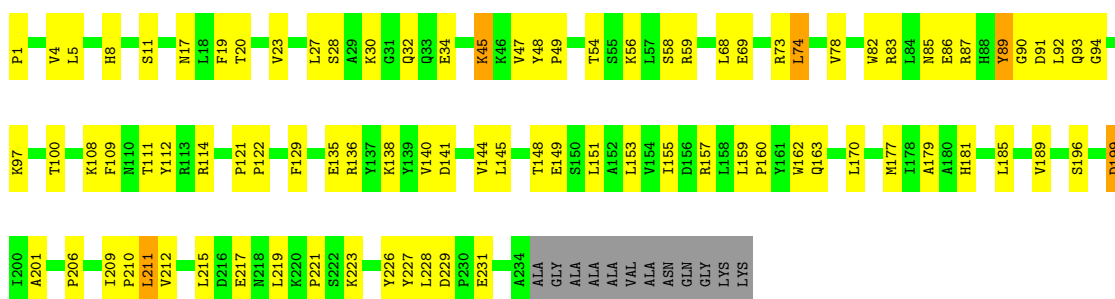 P1 V4 L5 H8 S11 N17 L18 F19 T20 V23 L27 S28 A29 K30 G31 Q32 Q33 E34 K45 K46 V47 Y48 P49 T54 S55 K56 L57 S58 R59 L68 E69 R73 L74 V78 W82 R83 L84 N85 E86 R87 H88 Y89 G90 D91 L92 Q93 G94
K97 T100 K108 F109 N110 T111 Y112 R113 R114 P121 P122 F129 E135 R136 Y137 K138 Y139 V140 D141 V144 L145 T148 E149 S150 L151 A152 L153 V154 I155 D156 R157 L158 L159 P160 Y161 W162 Q163 L170 M177 I178 A179 A180 H181 L185 V189 S196
I200 A201 P206 I209 P210 L211 V212 L215 D216 E217 N218 L219 K220 P221 S222 K223 Y226 Y227 L228 D229 P230 E231 A234 ALA GLY ALA ALA ALA ALA VAL ALA ASN GLN GLY LYS LYS